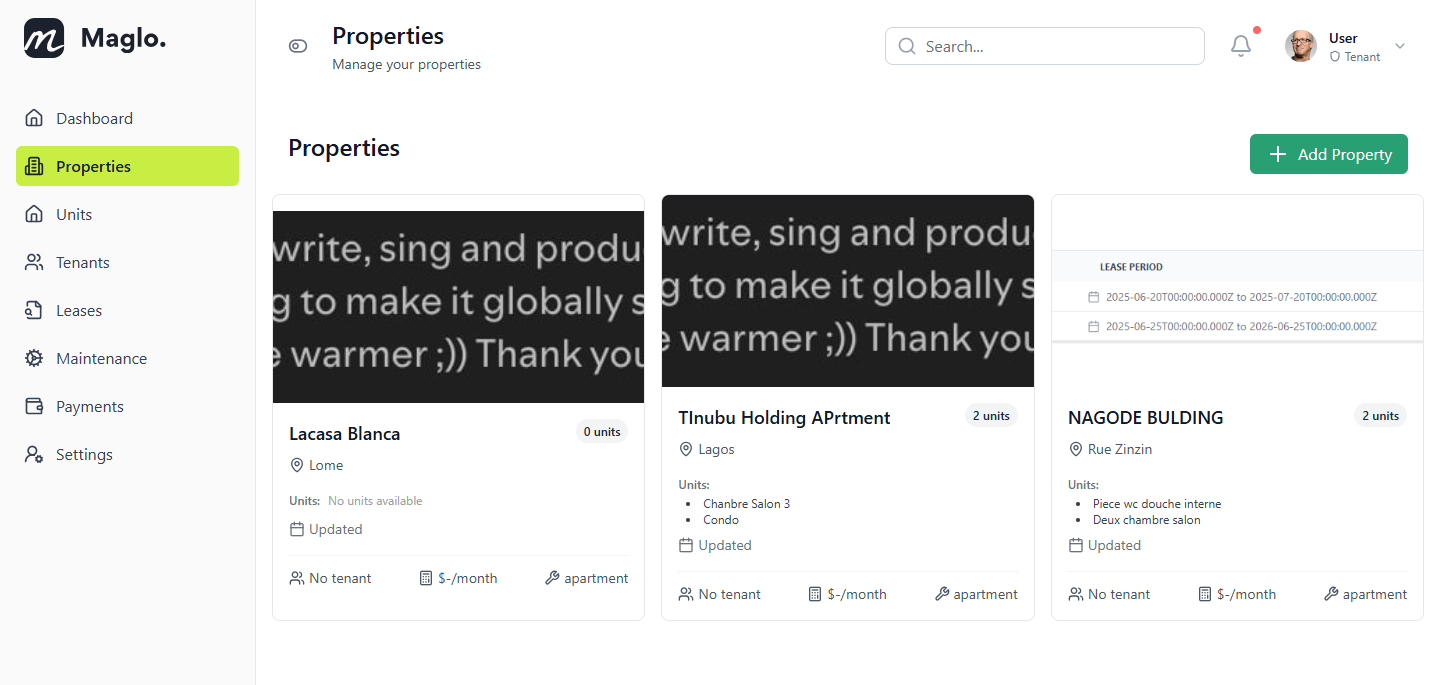 Maglo.
Properties
Manage your properties
Search...
User
Tenant
Dashboard
Properties
Units
Tenants
Leases
Maintenance
Payments
Settings
Properties
Add Property
write, sing and produ
g to make it globally s
warmer ;)) Thank you
Lacasa Blanca
0 units
Lome
Units: No units available
Updated
No tenant
$-/month
apartment
write, sing and produ
g to make it globally s
warmer ;)) Thank you
TInubu Holding APrtment
2 units
Lagos
Units:
Chanbre Salon 3
Condo
Updated
No tenant
$-/month
apartment
LEASE PERIOD
2025-06-20T00:00:00.000Z to 2025-07-20T00:00:00.000Z
2025-06-25T00:00:00.000Z to 2026-06-25T00:00:00.000Z
NAGODE BULDING
2 units
Rue Zinzin
Units:
Piece wc douche interne
Deux chambre salon
Updated
No tenant
$-/month
apartment